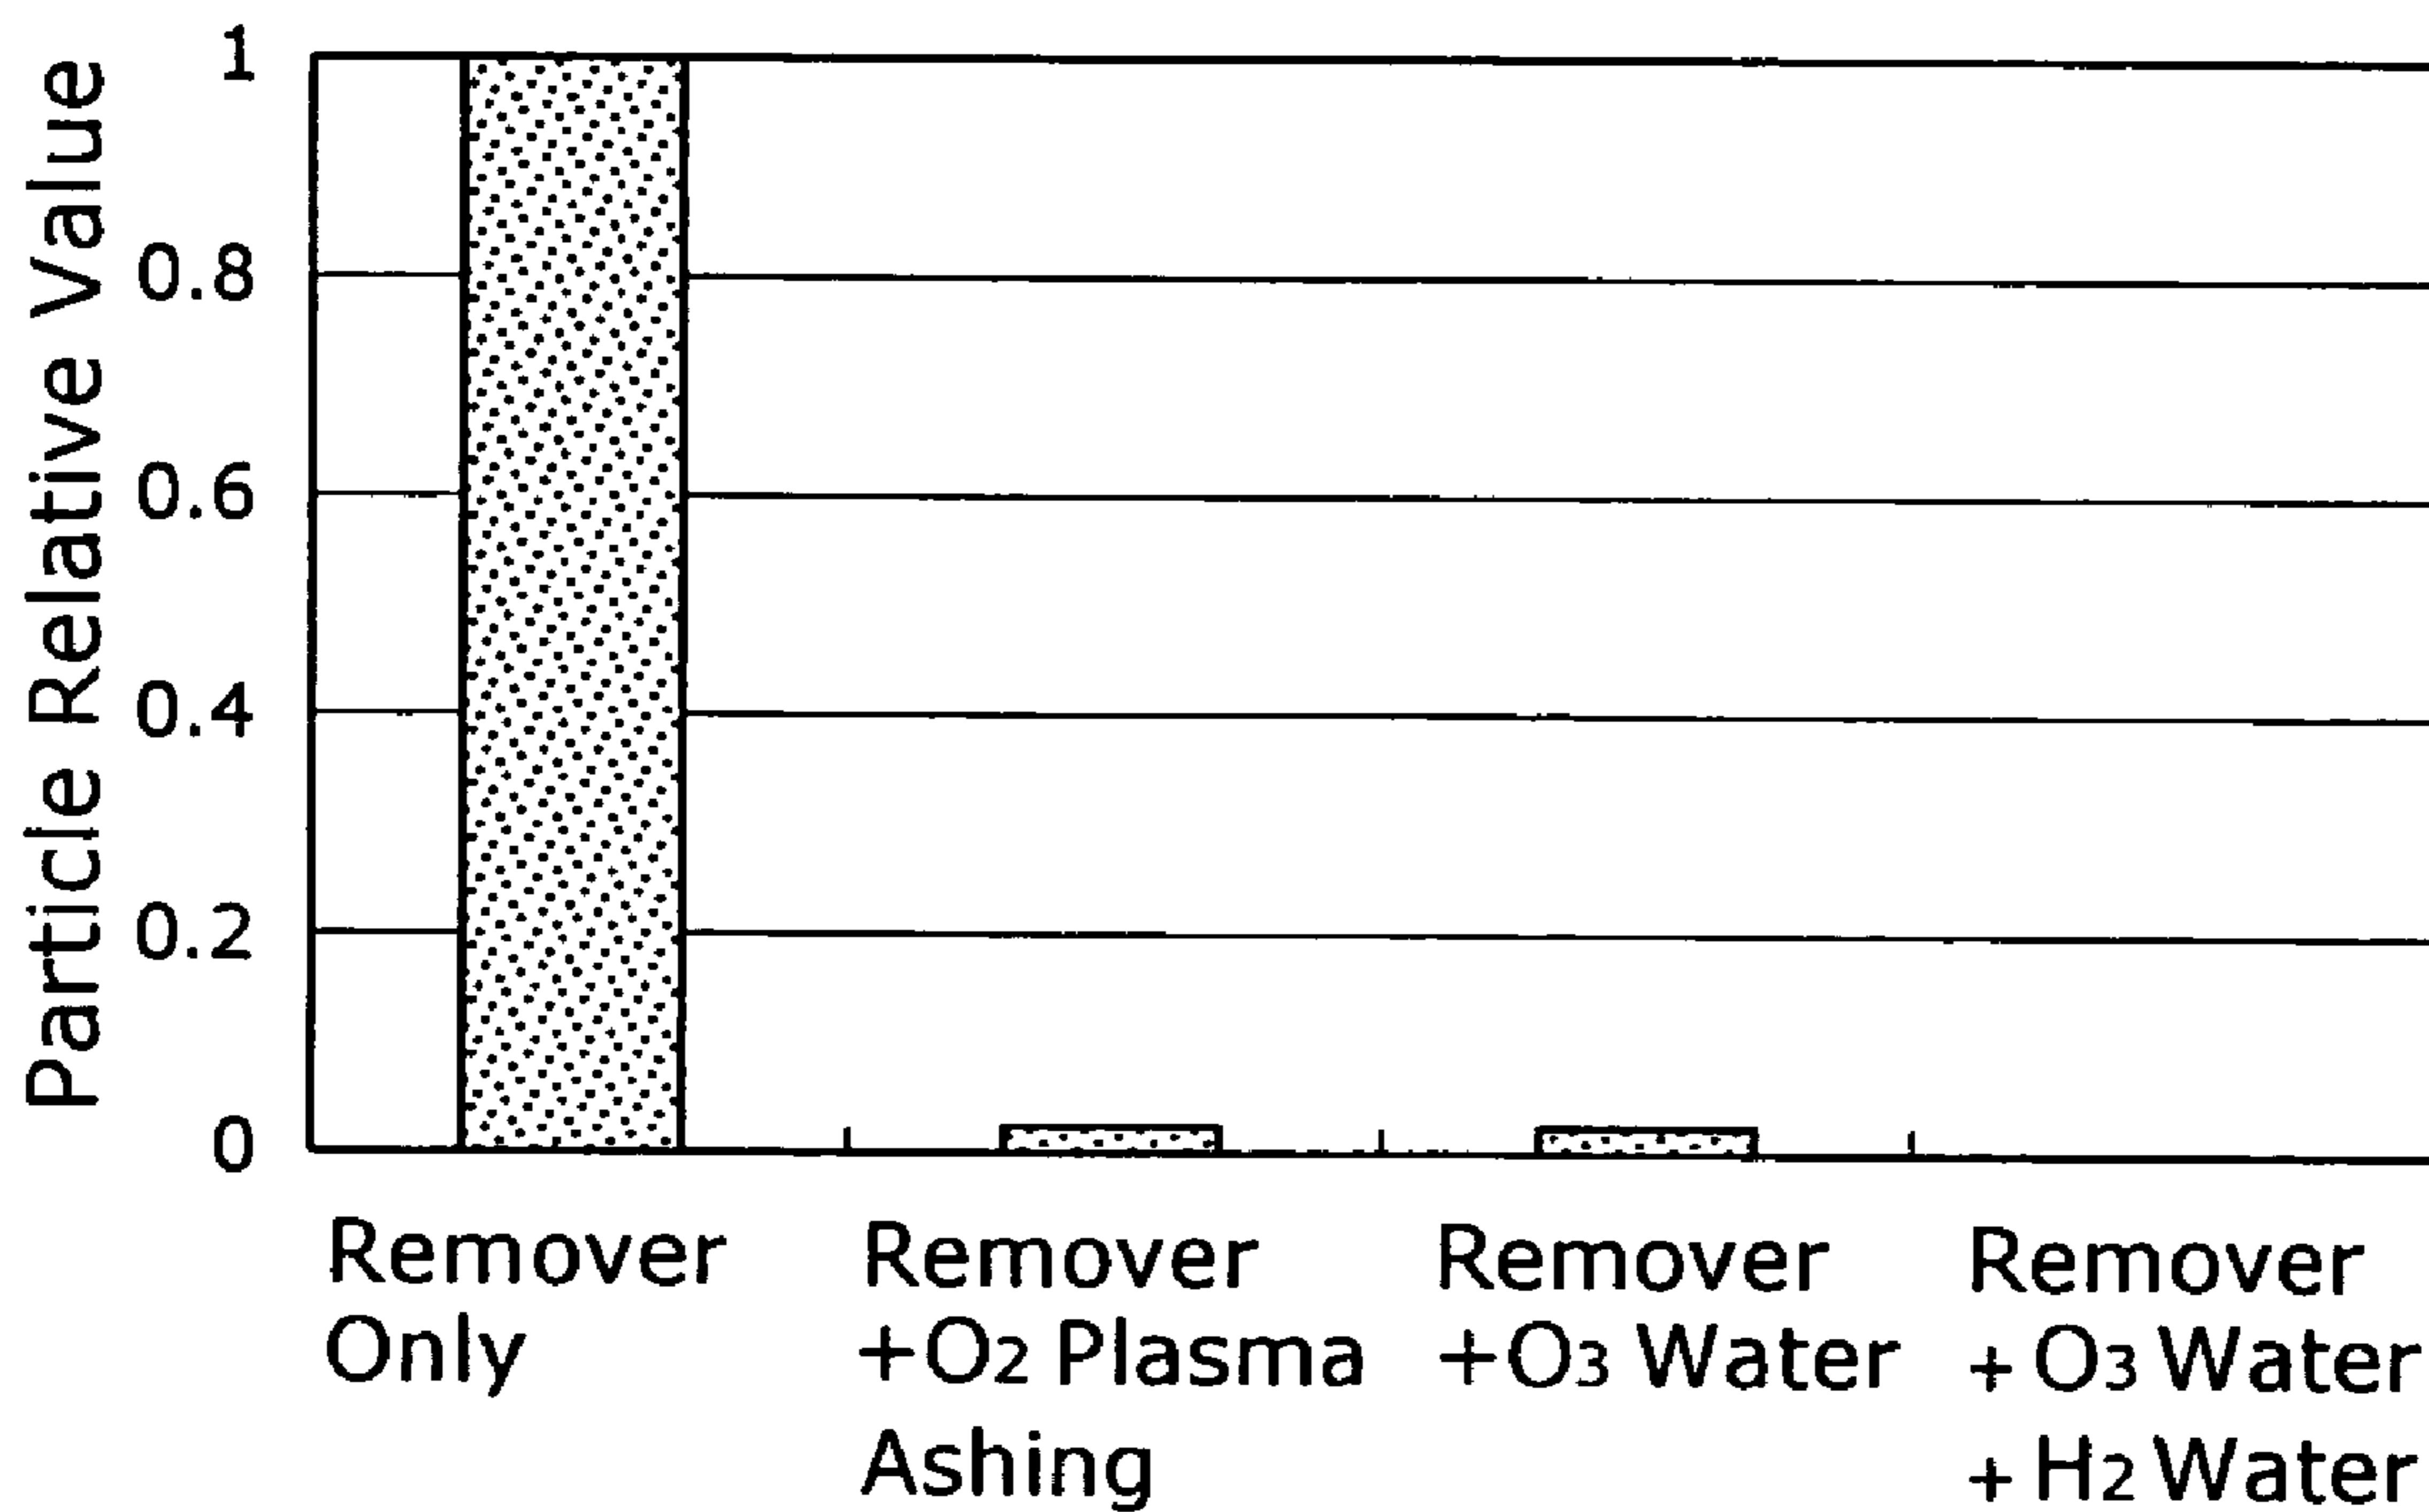 Particle Relative Value
1
0.8
0.6
0.4
0.2
0
Remover
Only
Remover
+O2 Plasma
Ashing
Remover
+O3 Water
Remover
+ O3 Water
+ H2 Water